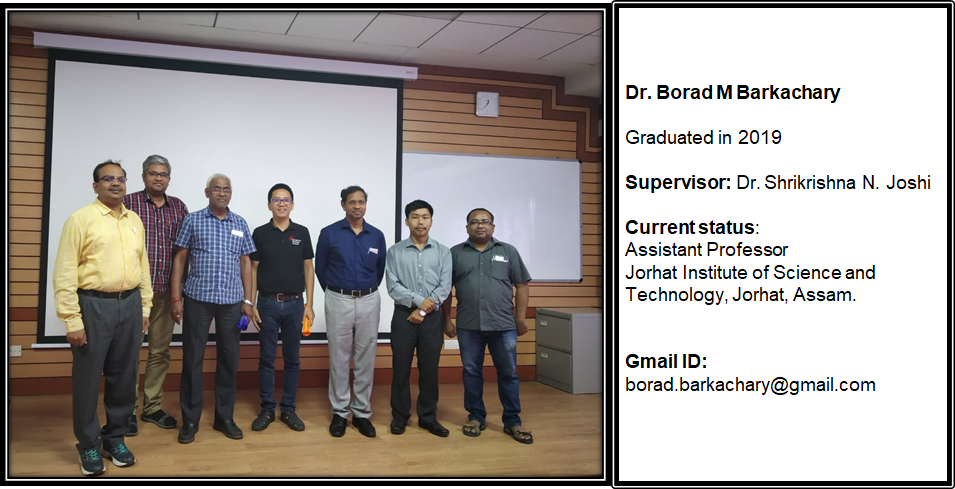 Dr. Borad M Barkachary
Graduated in 2019
Supervisor: Dr. Shrikrishna N. Joshi
Current status:
Assistant Professor
Jorhat Institute of Science and
Technology, Jorhat, Assam.
Gmail ID:
borad.barkachary@gmail.com